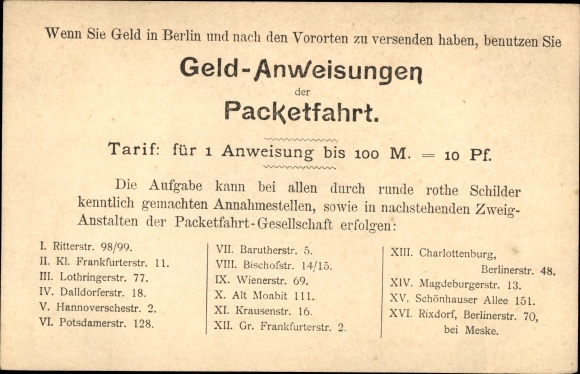 Wenn Sie Geld in Berlin und nach den Vororten zu versenden haben, benutzen Sie
Geld-Anweisungen
der
Packetfahrt.
Tarif: für 1 Anweisung bis 100 M. = 10 Pf.
Die Aufgabe kann bei allen durch runde rothe Schilder
kenntlich gemachten Annahmestellen, sowie in nachstehenden Zweig-
Anstalten der Packetfahrt-Gesellschaft erfolgen:
I. Ritterstr. 98/99.
II. Kl. Frankfurterstr. 11.
III. Lothringerstr. 77.
IV. Dalldorferstr. 18.
V. Hannoverschestr. 2.
VI. Potsdamerstr. 128.
VII. Barutherstr. 5.
VIII. Bischofstr. 14/15.
IX. Wienerstr. 69.
X. Alt Moabit 111.
XI. Krausenstr. 16.
XII. Gr. Frankfurterstr. 2.
XIII. Charlottenburg,
Berlinerstr. 48.
XIV. Magdeburgerstr. 13.
XV. Schönhauser Allee 151.
XVI. Rixdorf, Berlinerstr. 70,
bei Meske.